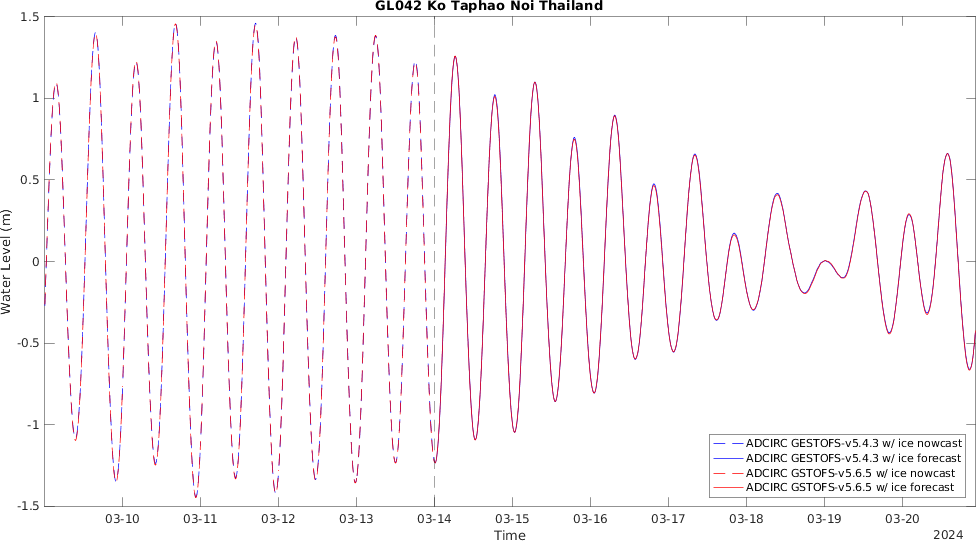 GL042 Ko Taphao Noi Thailand
1.5
1
0.5
0
-0.5
-1
-1.5
Water Level (m)
03-10 03-11 03-12 03-13 03-14 03-15 03-16 03-17 03-18 03-19 03-20
Time
2024
ADCIRC GESTOFS-v5.4.3 w/ ice nowcast
ADCIRC GESTOFS-v5.4.3 w/ ice forecast
ADCIRC GSTOFS-v5.6.5 w/ ice nowcast
ADCIRC GSTOFS-v5.6.5 w/ ice forecast